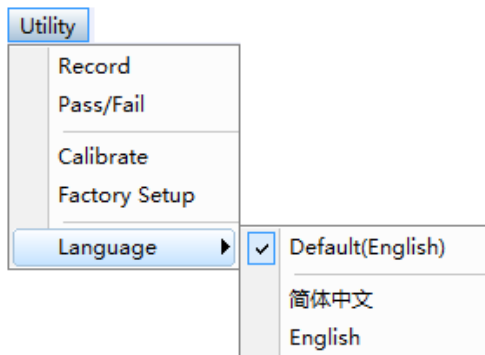 Utility
Record
Pass/Fail
Calibrate
Factory Setup
Language
Default(English)
简体中文
English